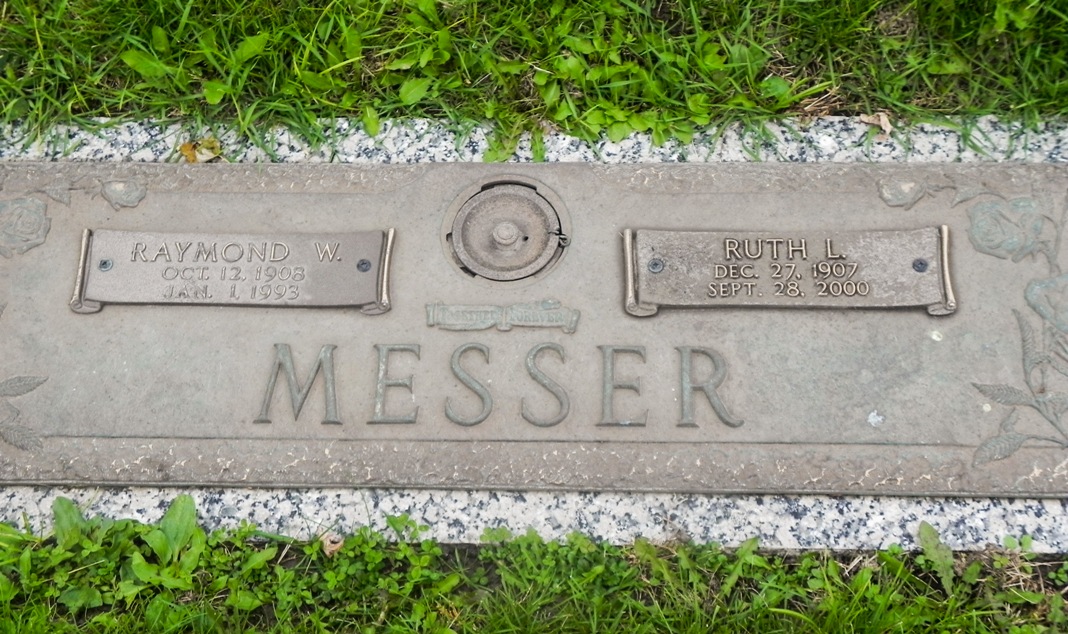 RAYMOND W.
OCT. 12, 1908
JAN. 1, 1993
RUTH L.
DEC. 27, 1907
SEPT. 28, 2000
TOGETHER FOREVER
MESSER